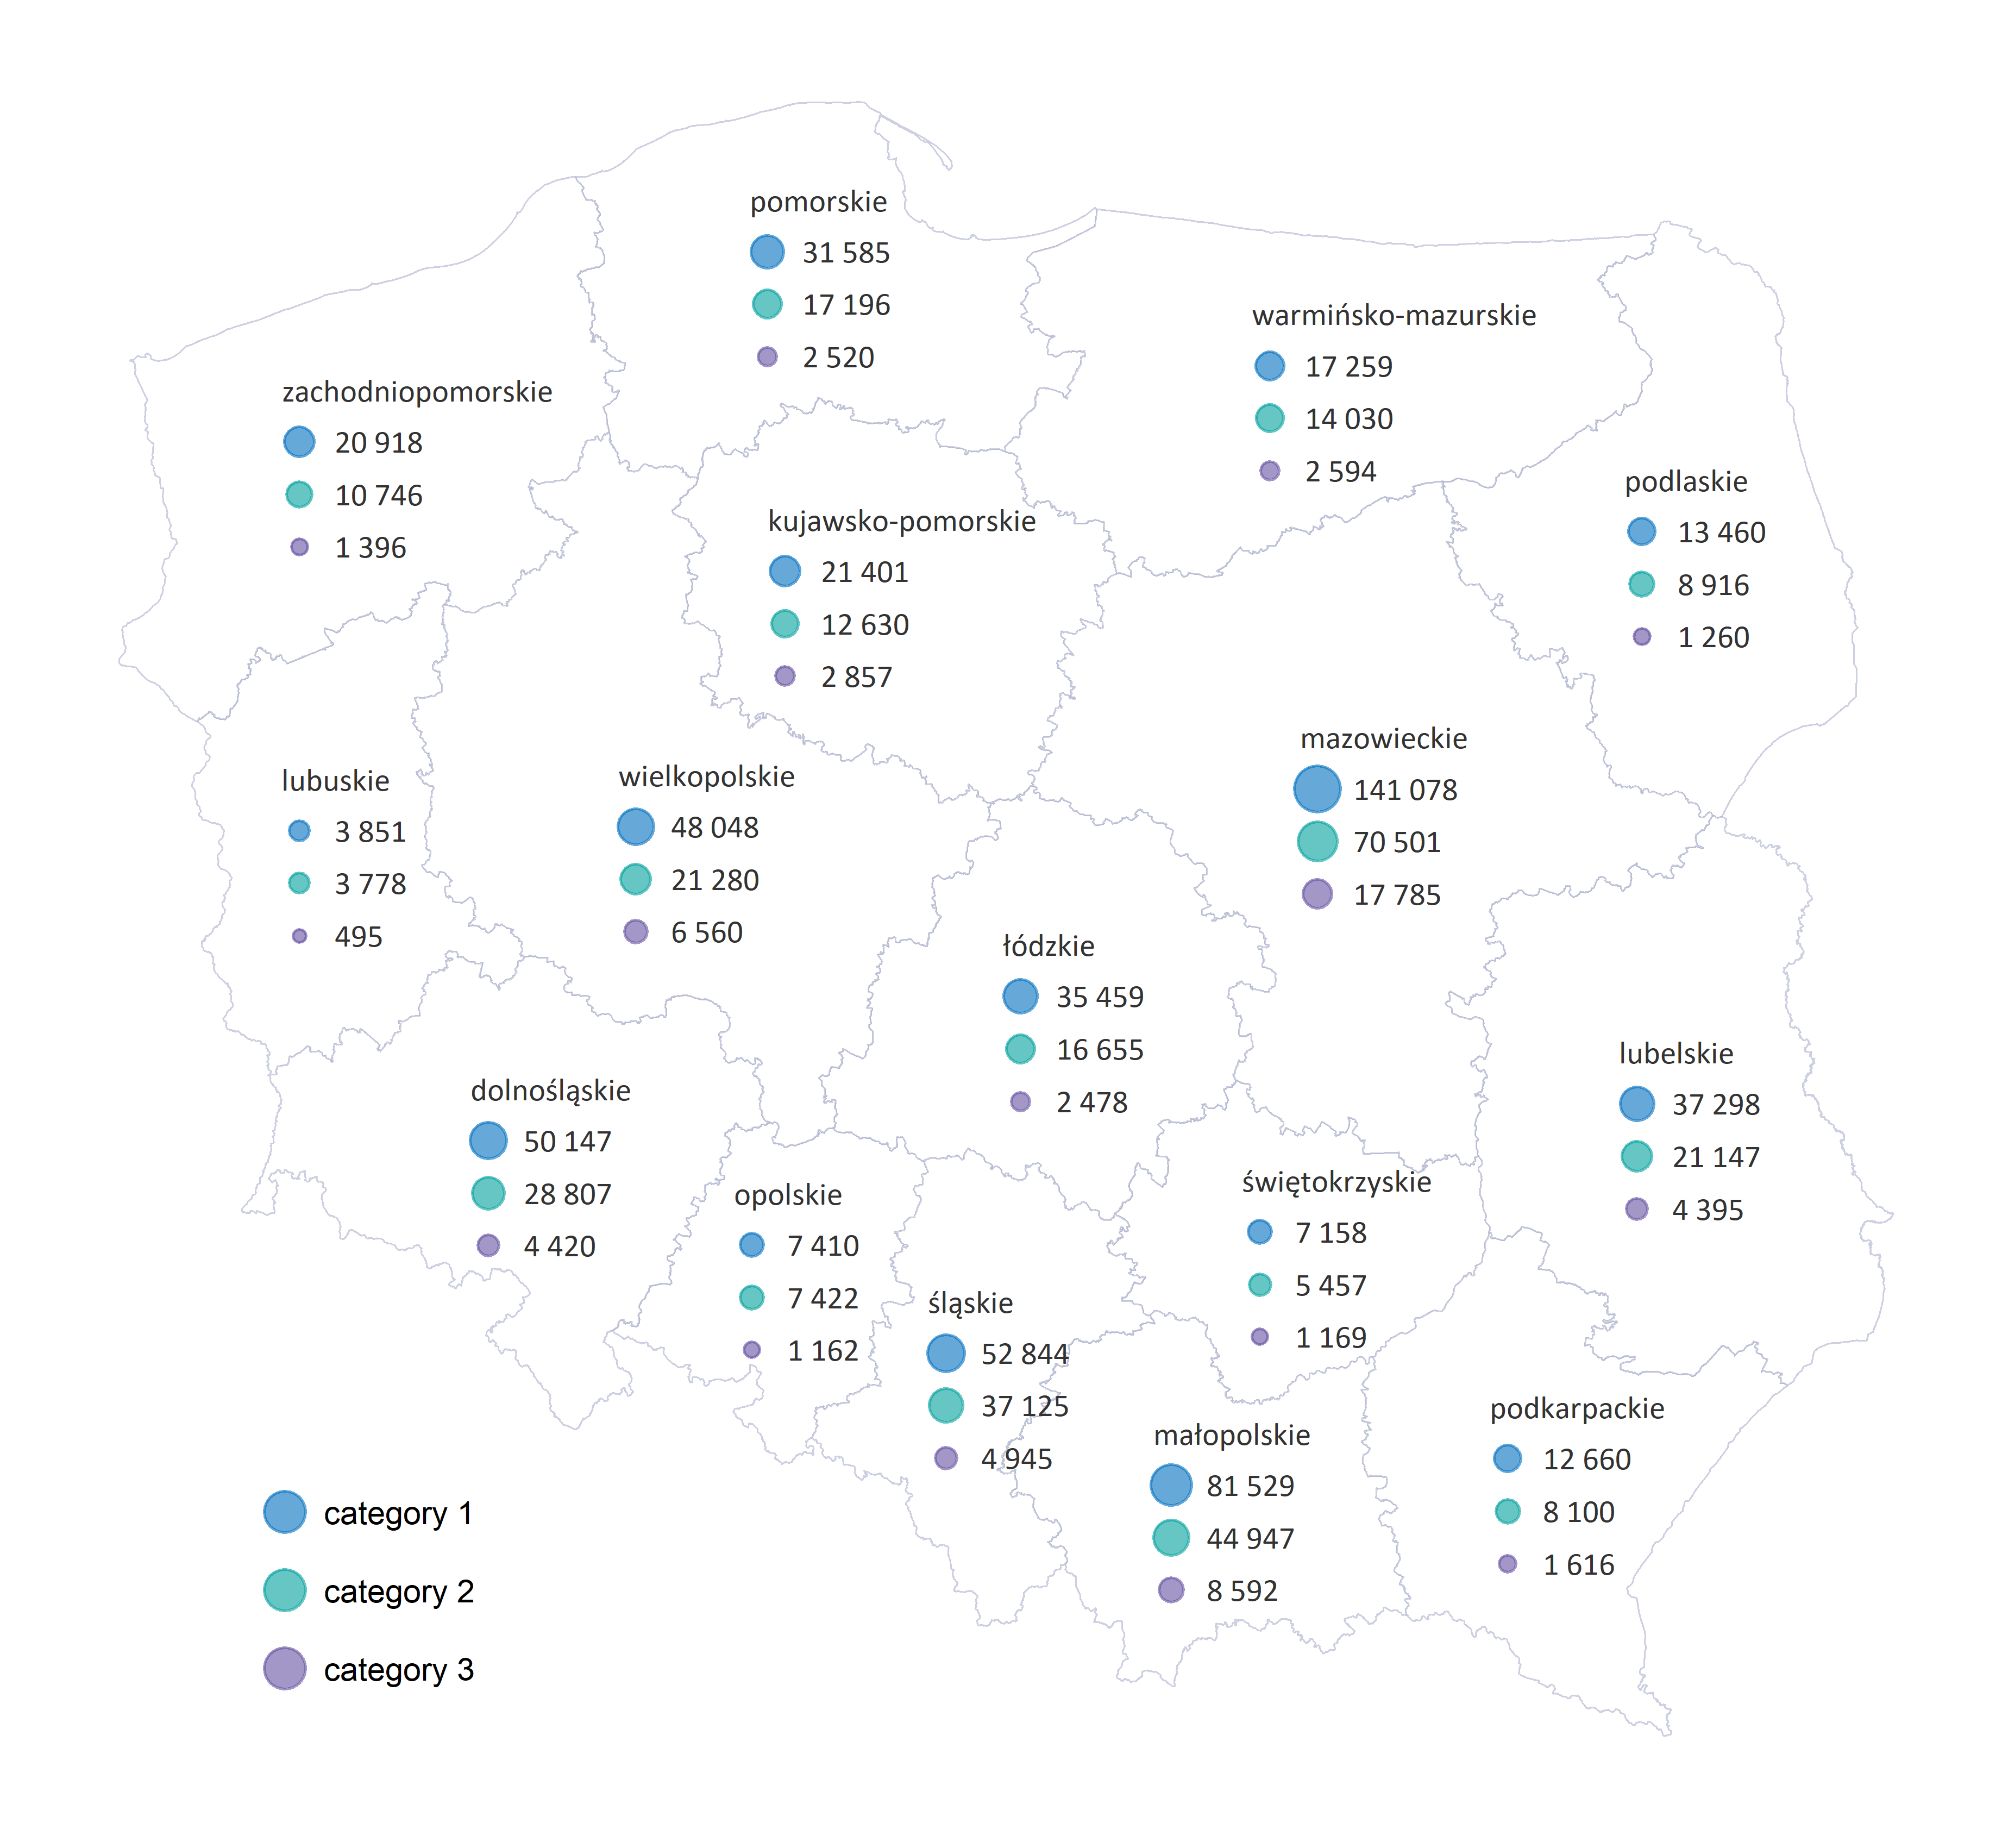 pomorskie
31 585
17 196
2 520
warmińsko-mazurskie
17 259
14 030
2 594
zachodniopomorskie
20 918
10 746
1 396
podlaskie
13 460
8 916
1 260
kujawsko-pomorskie
21 401
12 630
2 857
mazowieckie
141 078
70 501
17 785
lubuskie
3 851
3 778
495
wielkopolskie
48 048
21 280
6 560
łódzkie
35 459
16 655
2 478
lubelskie
37 298
21 147
4 395
dolnośląskie
50 147
28 807
4 420
opolskie
7 410
7 422
1 162
świętokrzyskie
7 158
5 457
1 169
śląskie
52 844
37 125
4 945
małopolskie
81 529
44 947
8 592
podkarpackie
12 660
8 100
1 616
category 1
category 2
category 3